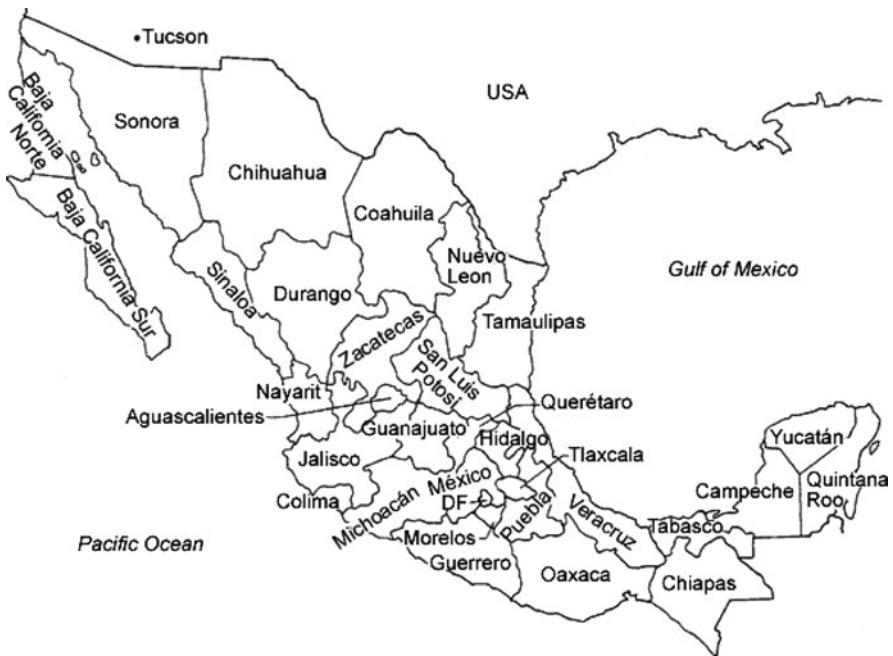 •Tucson
USA
Baja
California
Norte
Sonora
Chihuahua
Coahuila
Baja California Sur
Sinaloa
Durango
Nuevo
Leon
Gulf of Mexico
Tamaulipas
Zacatecas
San Luis
Potosi
Nayarit
Aguascalientes
Querétaro
Guanajuato
Hidalgo
Tlaxcala
Yucatán
Jalisco
México
Campeche
Quintana
Roo
Colima
Michoacán
DF
Puebla
Veracruz
Tabasco
Pacific Ocean
Morelos
Guerrero
Oaxaca
Chiapas